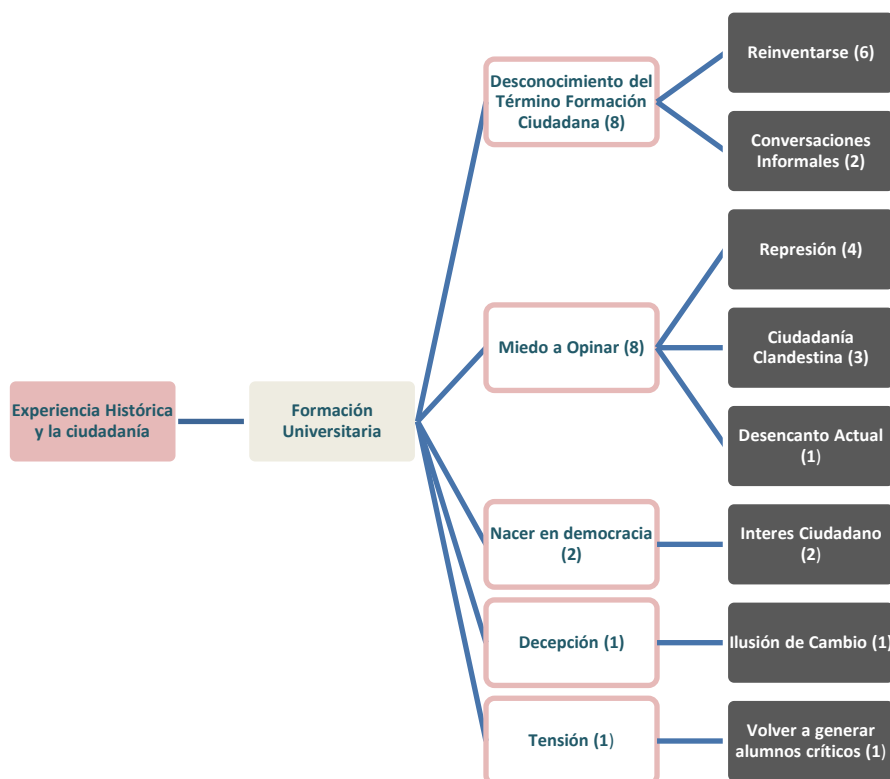 Experiencia Histórica
y la ciudadanía
Formación
Universitaria
Desconocimiento del
Término Formación
Ciudadana (8)
Reinventarse (6)
Conversaciones
Informales (2)
Miedo a Opinar (8)
Represión (4)
Ciudadanía
Clandestina (3)
Desencanto Actual
(1)
Nacer en democracia
(2)
Interes Ciudadano
(2)
Decepción (1)
Ilusión de Cambio (1)
Tensión (1)
Volver a generar
alumnos críticos (1)